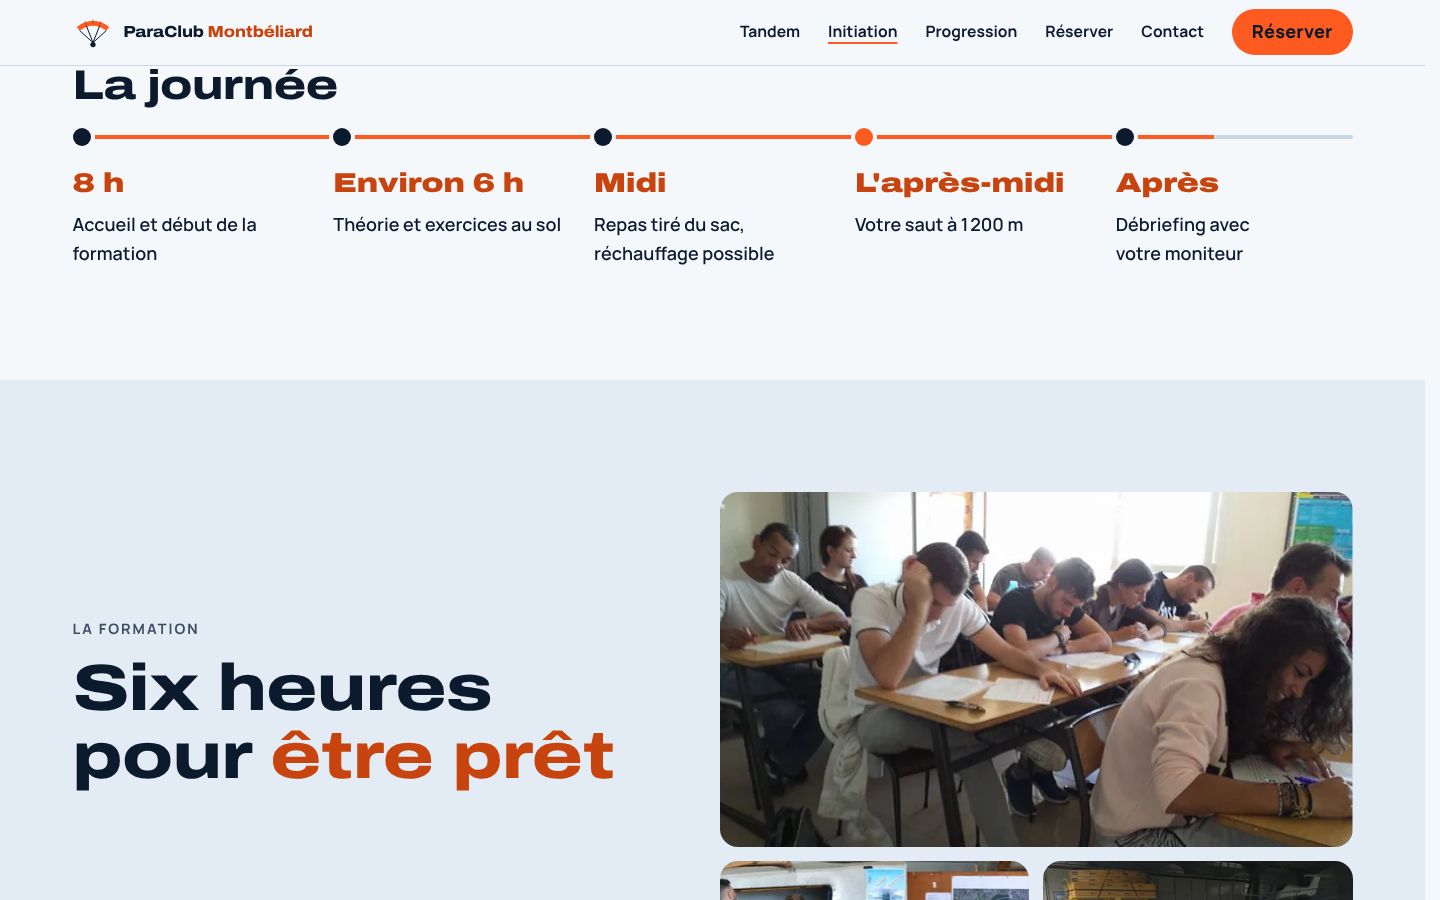 ParaClub Montbéliard
Tandem
Initiation
Progression
Réserver
Contact
Réserver
La journée
8 h
Accueil et début de la
formation
Environ 6 h
Théorie et exercices au sol
Midi
Repas tiré du sac,
réchauffage possible
L'après-midi
Votre saut à 1 200 m
Après
Débriefing avec
votre moniteur
LA FORMATION
Six heures
pour être prêt